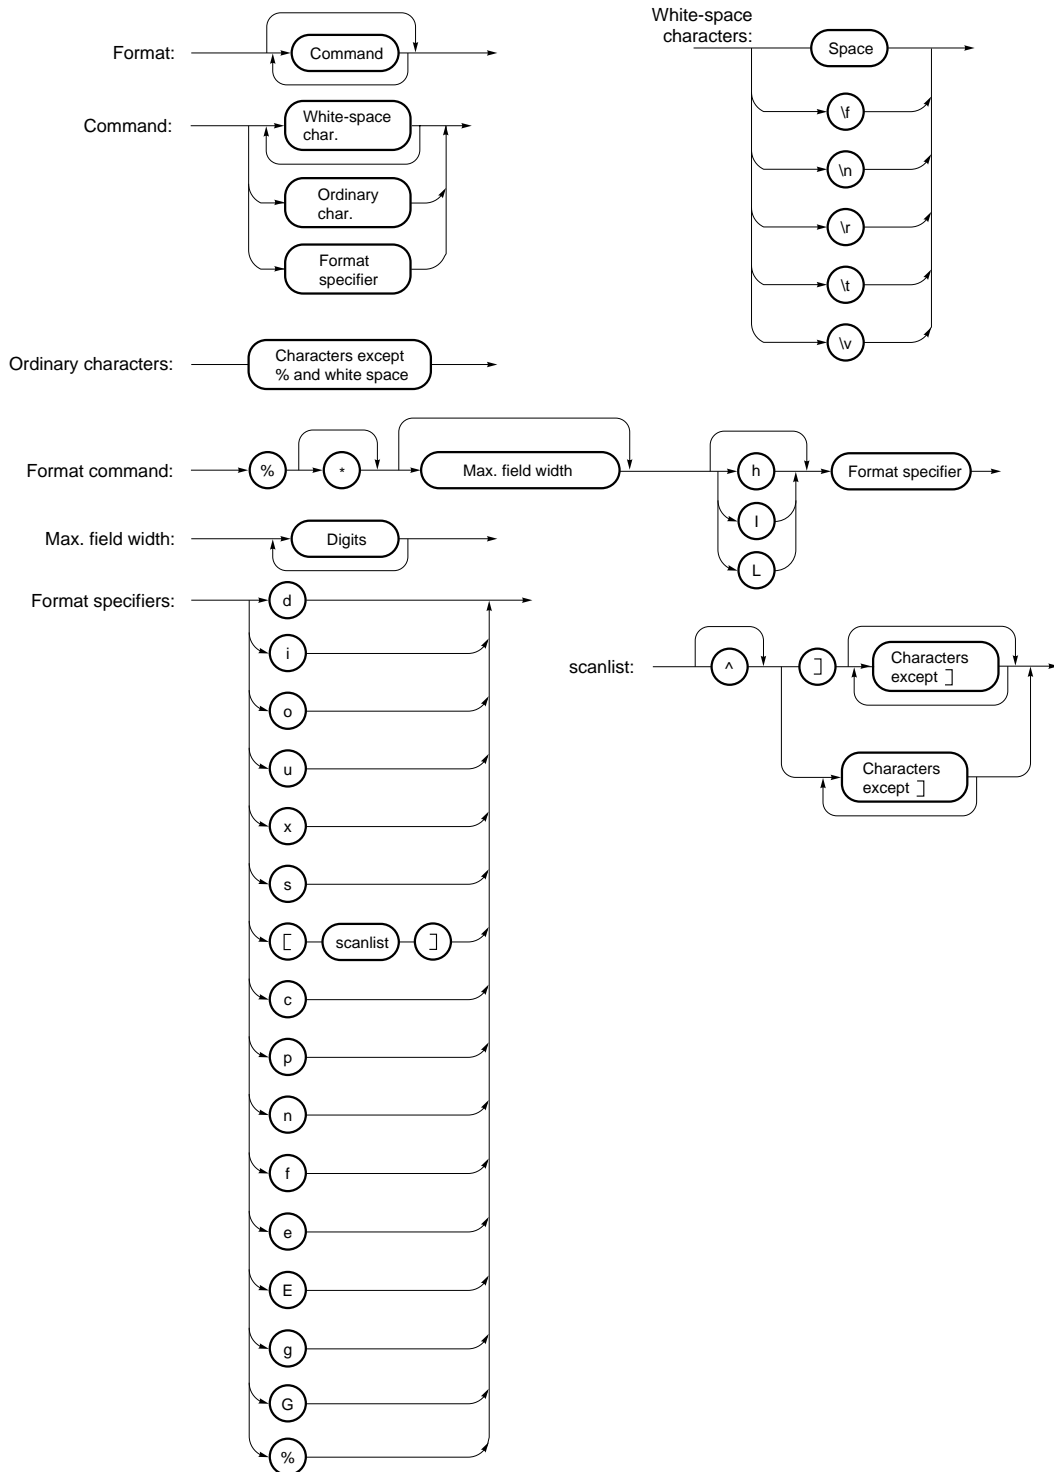 Format:
Command
Command:
White-space
char.
Ordinary
char.
Format
specifier
White-space
characters:
Space
\f
\n
\r
\t
\v
Ordinary characters:
Characters except
% and white space
Format command:
%
*
Max. field width
h
l
L
Format specifier
Max. field width:
Digits
Format specifiers:
d
i
o
u
x
s
[
scanlist
]
c
p
n
f
e
E
g
G
%
scanlist:
^
]
Characters
except ]
Characters
except ]